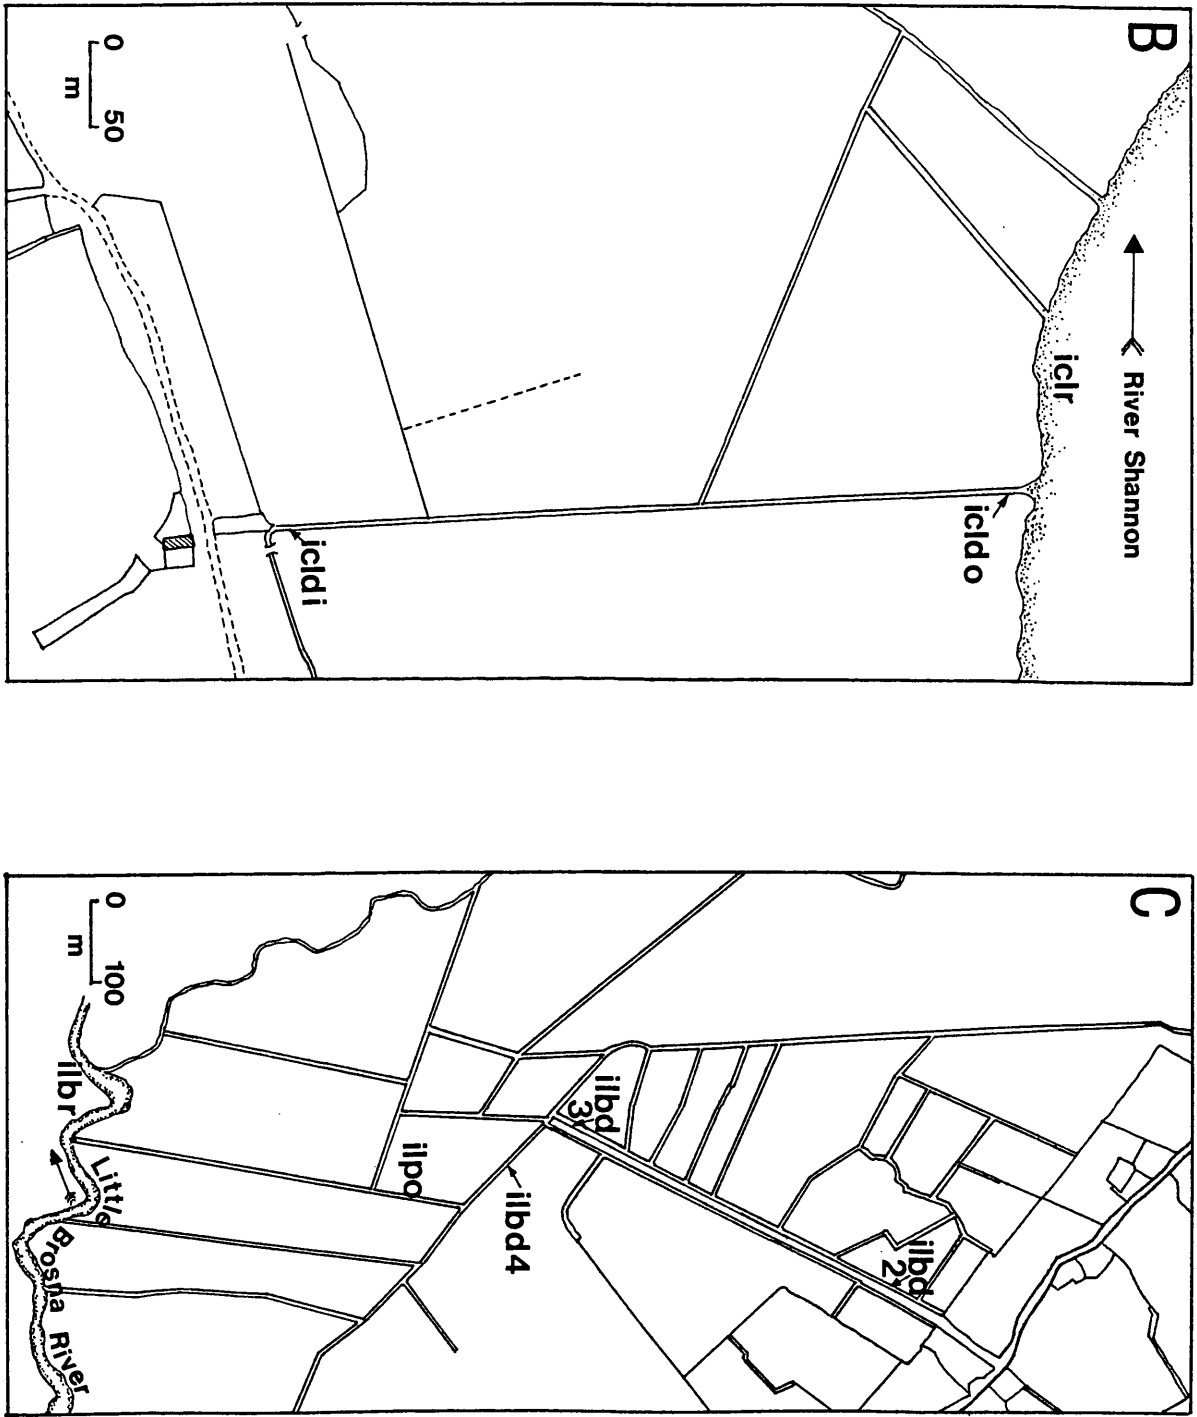 B
River Shannon
iclr
icldo
icldi
0 50
m
C
ilbd
2
ilbd
3
ilbd4
ilpo
ilbr
Little Brosna River
0 100
m